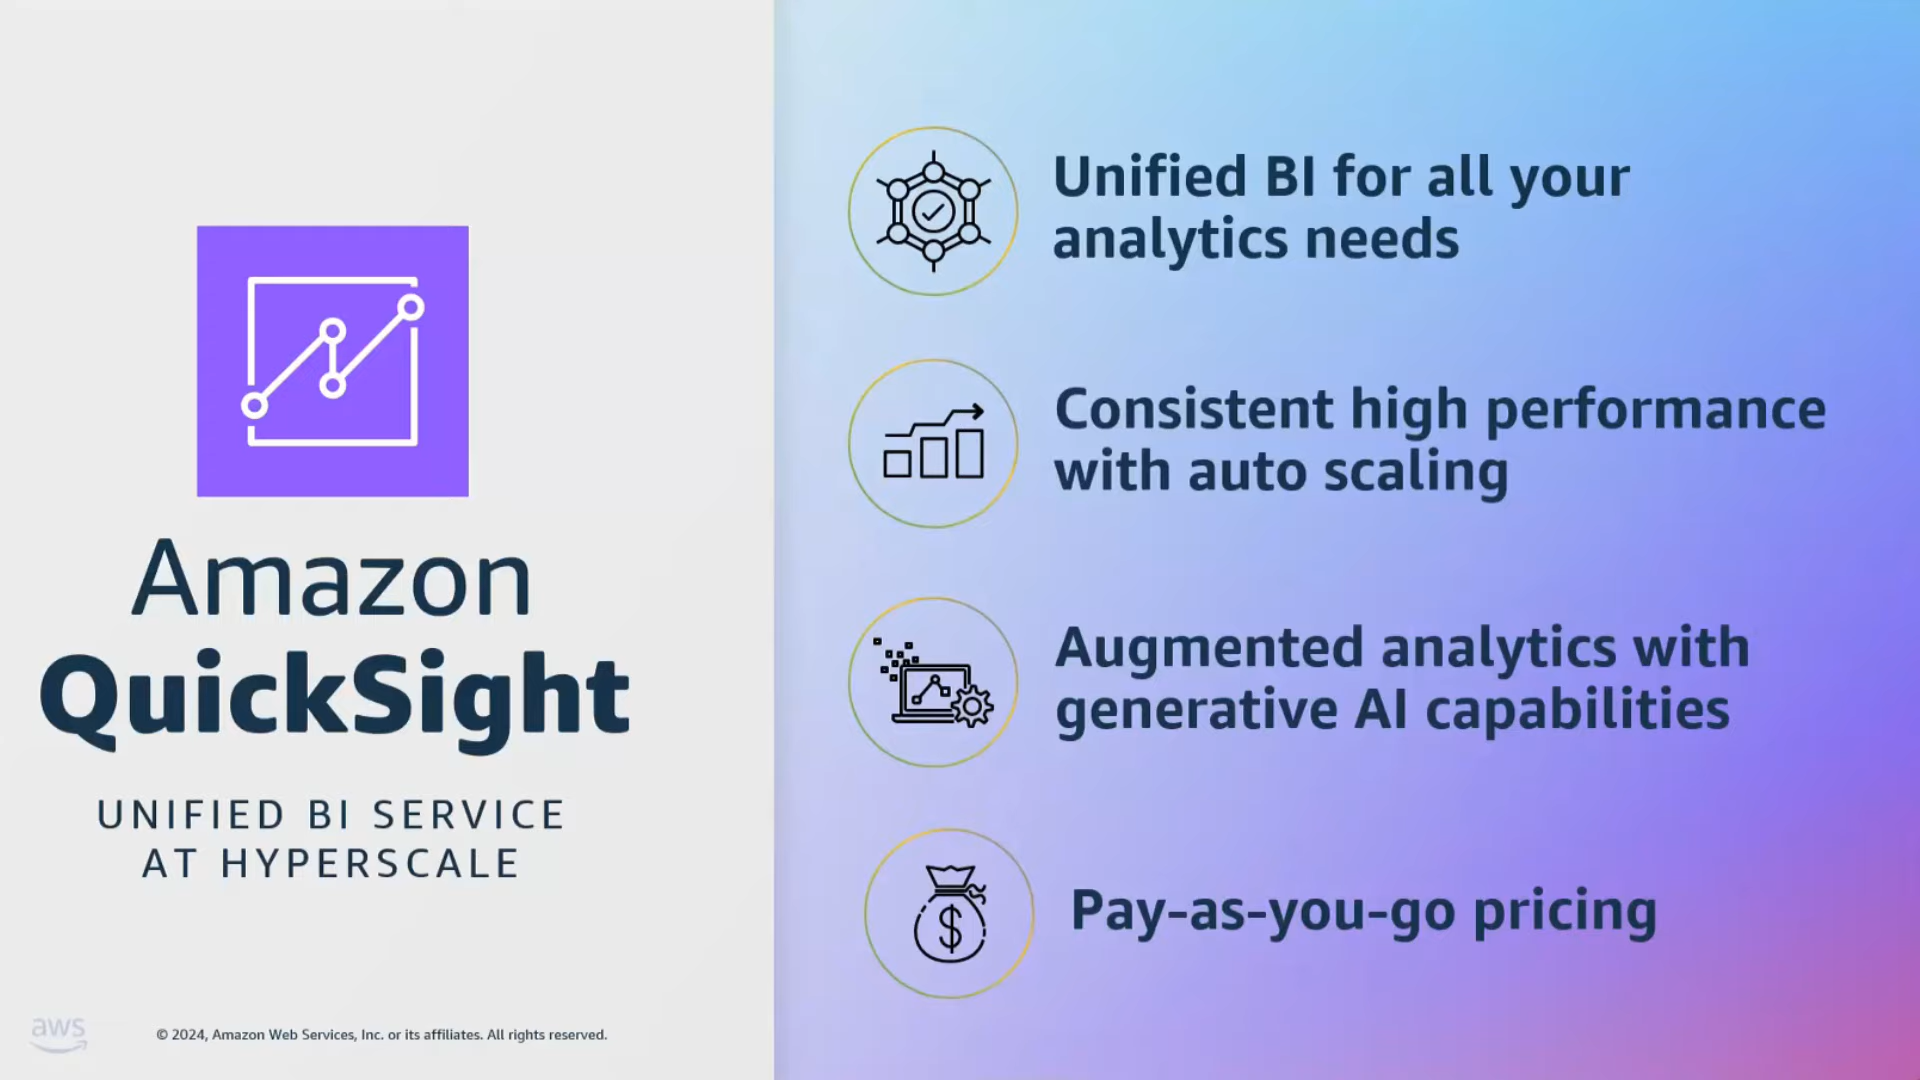 Amazon
QuickSight
UNIFIED BI SERVICE
AT HYPERSCALE
aws
© 2024, Amazon Web Services, Inc. or its affiliates. All rights reserved.
Unified BI for all your
analytics needs
Consistent high performance
with auto scaling
Augmented analytics with
generative AI capabilities
$
Pay-as-you-go pricing